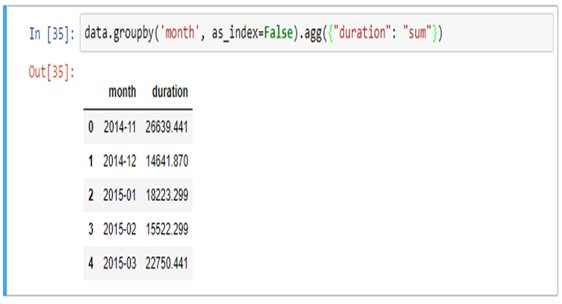 In [35]: data.groupby('month', as_index=False).agg({"duration": "sum"})
Out[35]:
month duration
0 2014-11 26639.441
1 2014-12 14641.870
2 2015-01 18223.299
3 2015-02 15522.299
4 2015-03 22750.441